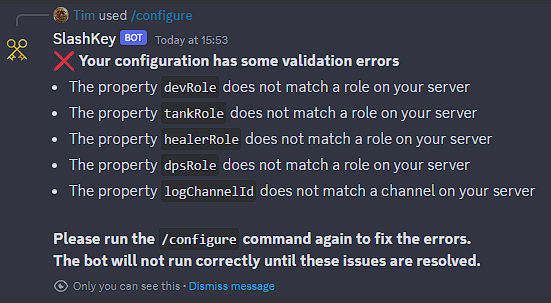 Tim used /configure
SlashKey BOT Today at 15:53
❌ Your configuration has some validation errors
• The property devRole does not match a role on your server
• The property tankRole does not match a role on your server
• The property healerRole does not match a role on your server
• The property dpsRole does not match a role on your server
• The property logChannelId does not match a channel on your server
Please run the /configure command again to fix the errors.
The bot will not run correctly until these issues are resolved.
Only you can see this • Dismiss message